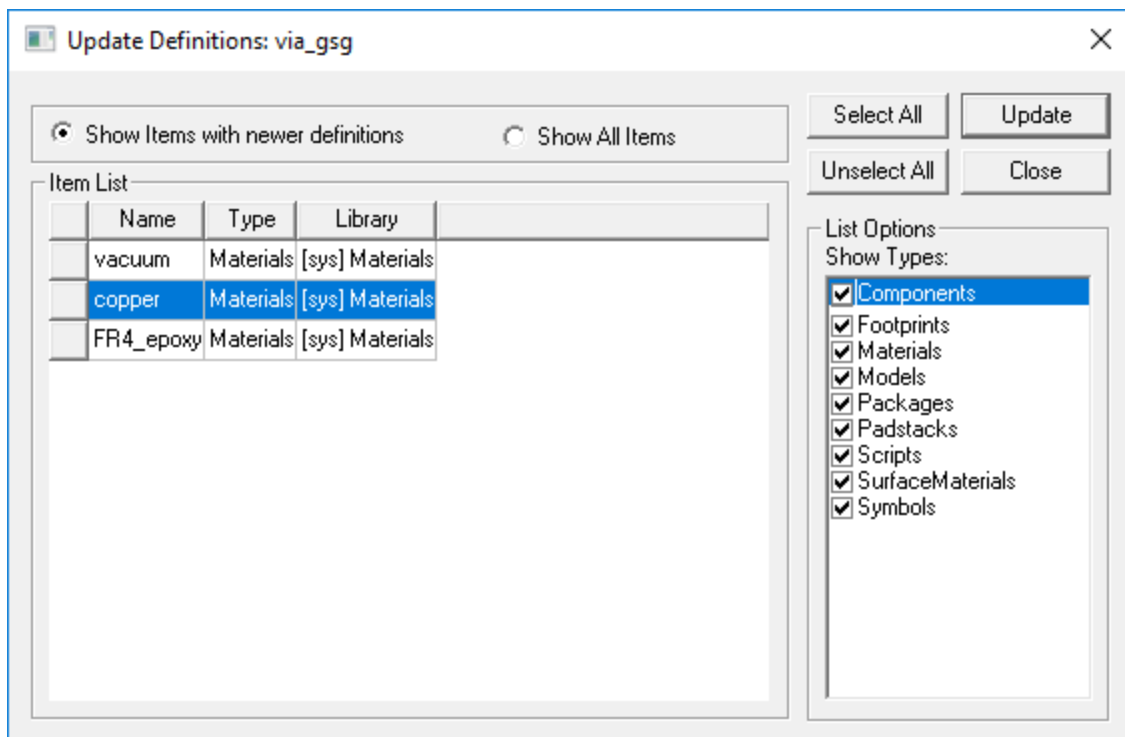 Update Definitions: via_gsg
Show Items with newer definitions
Show All Items
Select All
Update
Unselect All
Close
Item List
Name Type Library
vacuum Materials [sys] Materials
copper Materials [sys] Materials
FR4_epoxy Materials [sys] Materials
List Options
Show Types:
Components
Footprints
Materials
Models
Packages
Padstacks
Scripts
SurfaceMaterials
Symbols